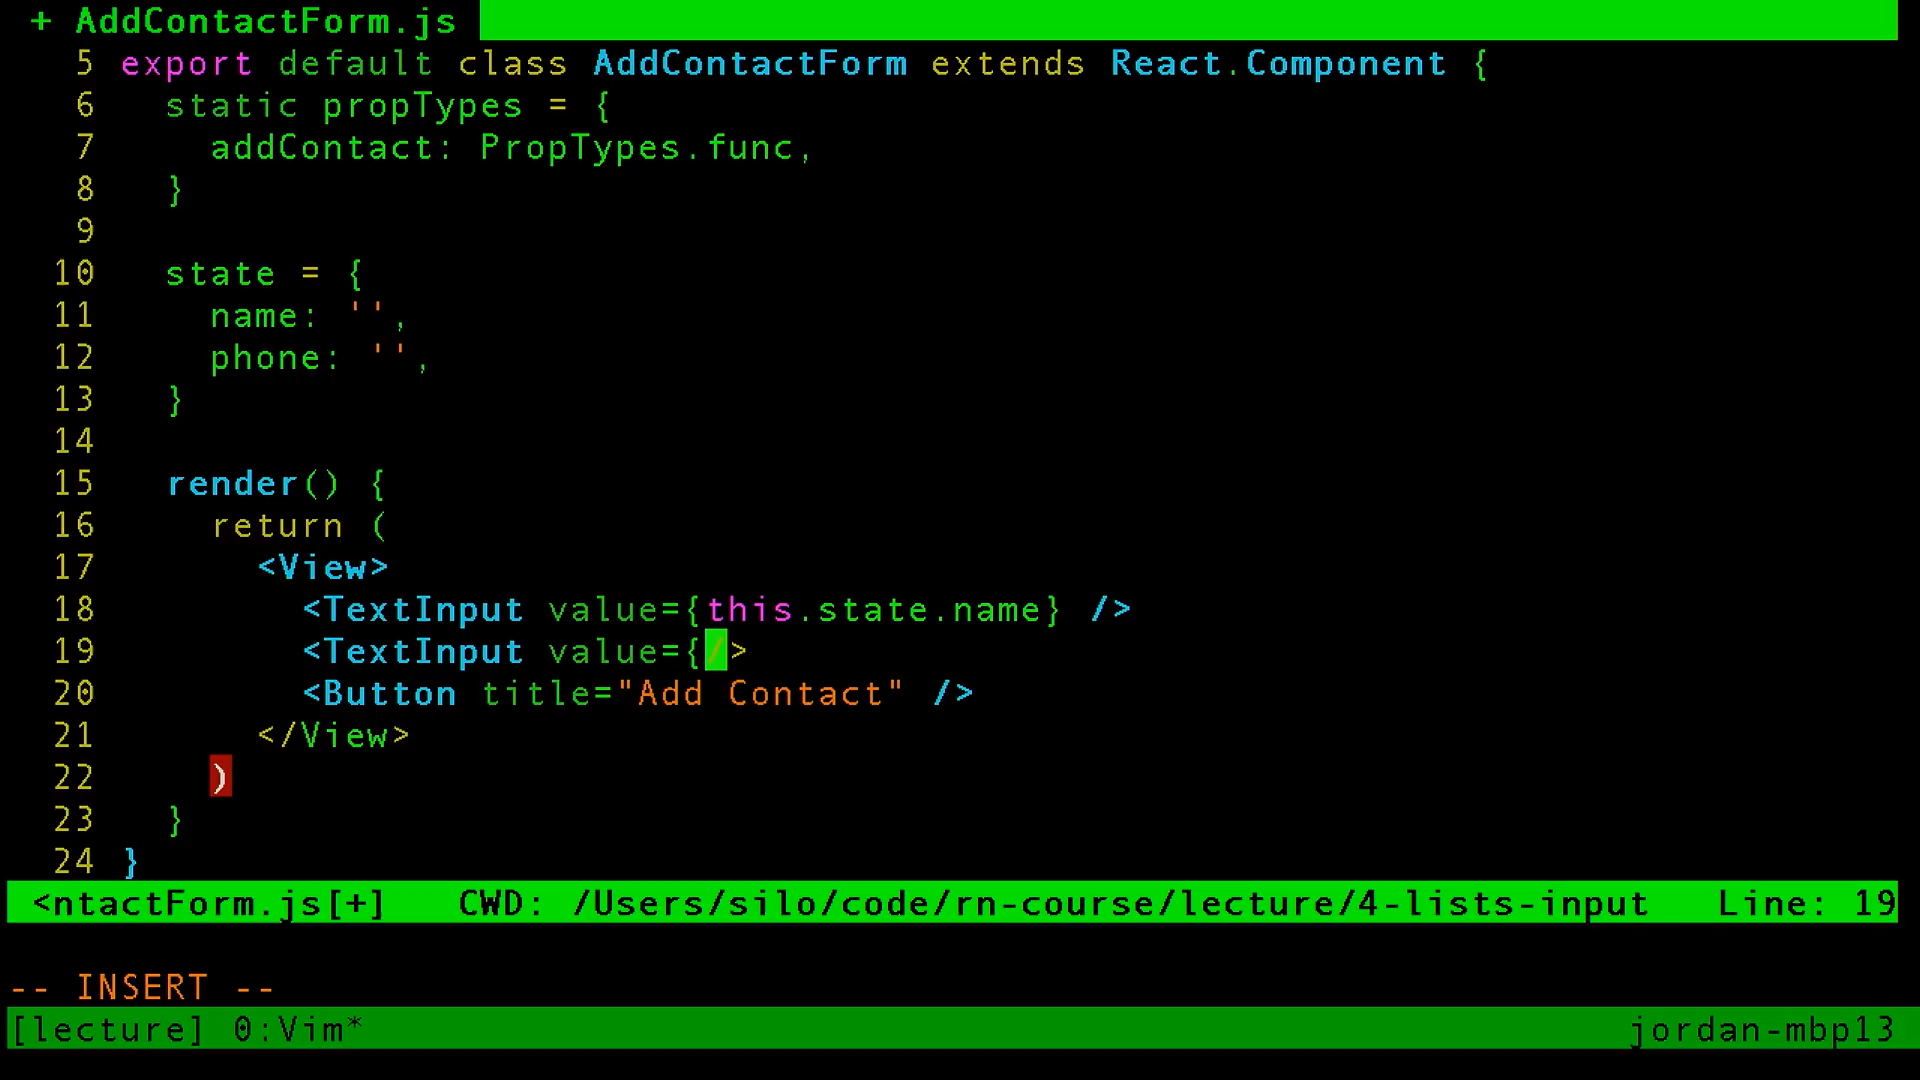 + AddContactForm.js
5 export default class AddContactForm extends React.Component {
6   static propTypes = {
7     addContact: PropTypes.func,
8   }
9
10   state = {
11     name: '',
12     phone: '',
13   }
14
15   render() {
16     return (
17       <View>
18         <TextInput value={this.state.name} />
19         <TextInput value={/>
20         <Button title="Add Contact" />
21       </View>
22     )
23   }
24 }
<ntactForm.js[+]   CWD: /Users/silo/code/rn-course/lecture/4-lists-input   Line: 19
-- INSERT --
[lecture] 0:Vim*   jordan-mbp13